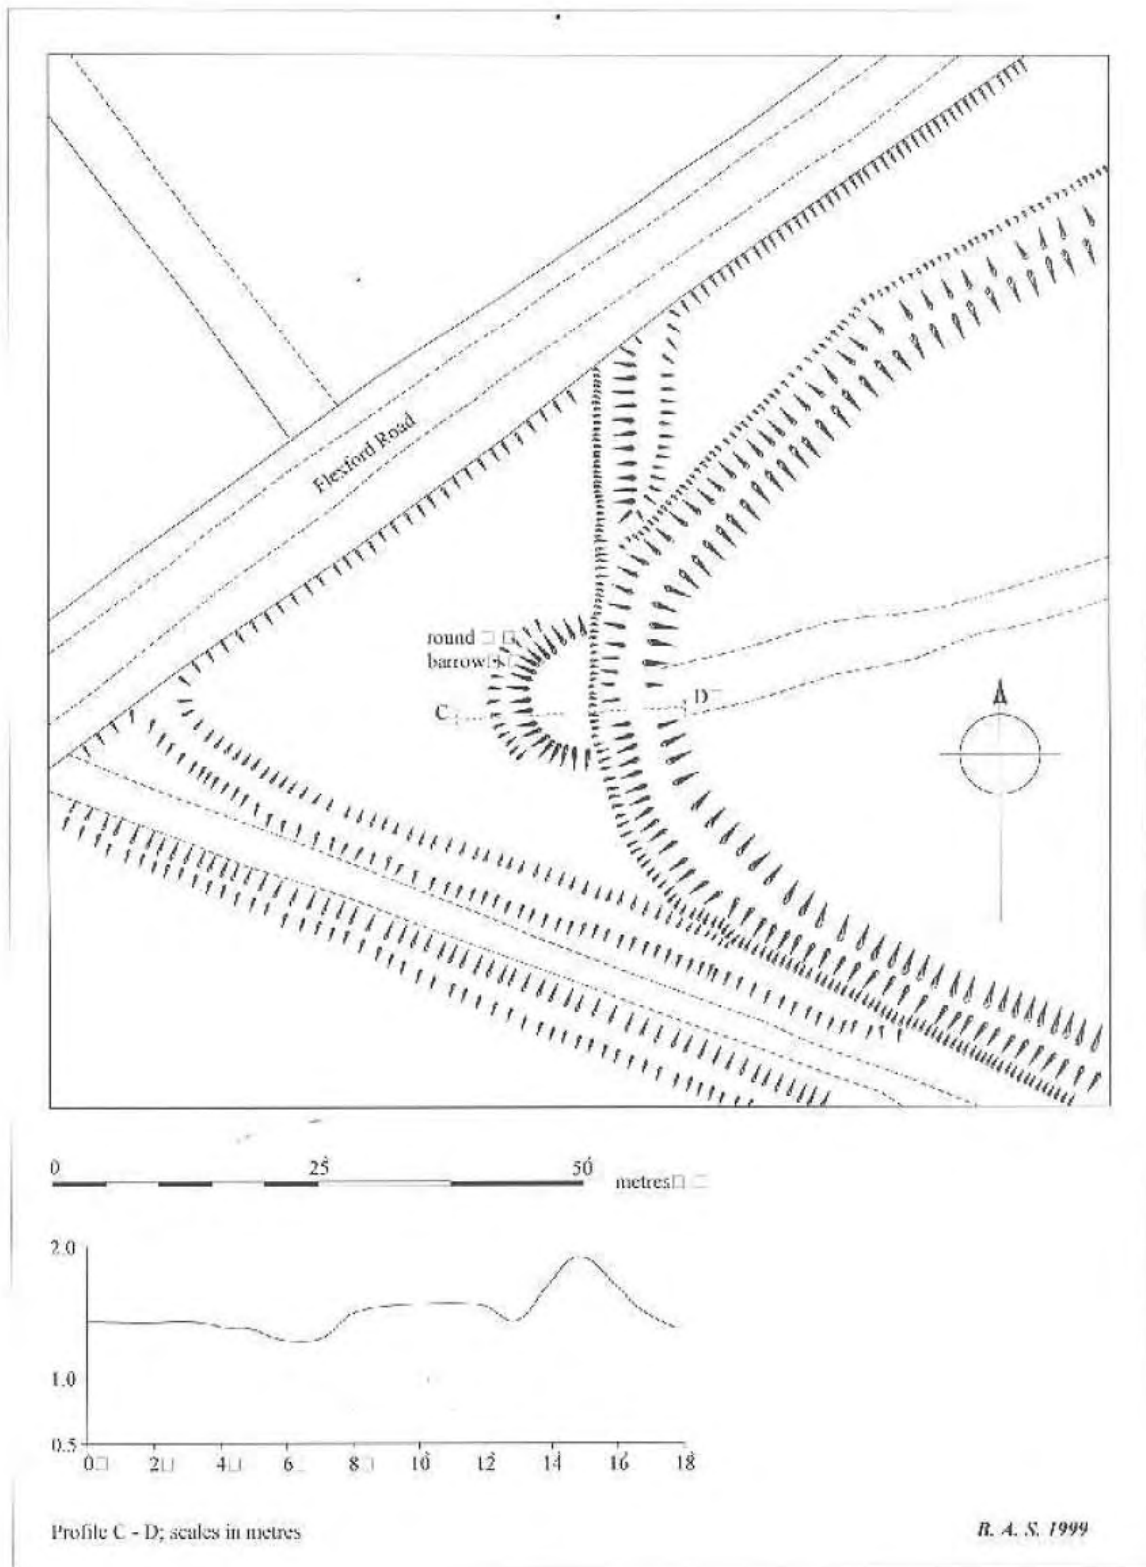 Flexford Road
round
barrow
C
D
0 25 50
metres
2.0
1.0
0.5
0 2 4 6 8 10 12 14 16 18
Profile C - D; scales in metres
R. A. S. 1999